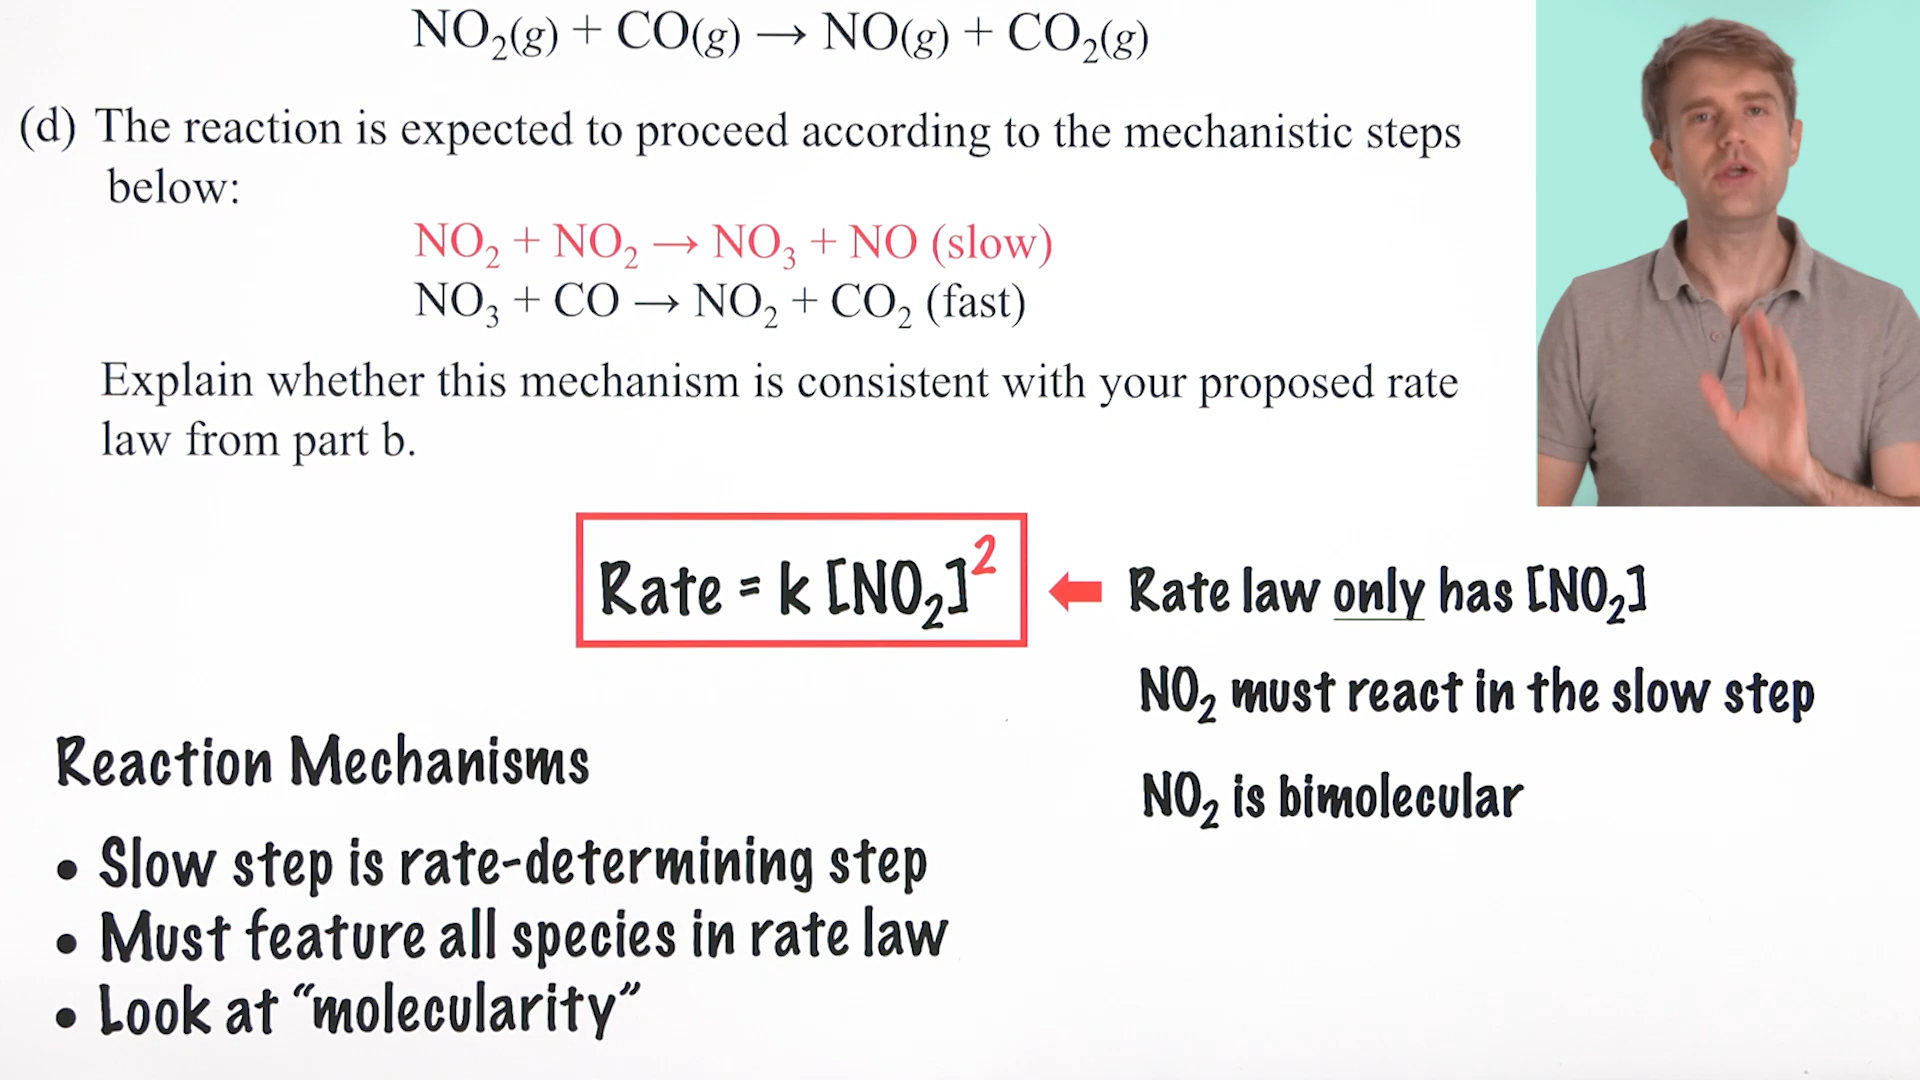 NO₂(g) + CO(g) → NO(g) + CO₂(g)
(d) The reaction is expected to proceed according to the mechanistic steps
below:
NO₂ + NO₂ → NO₃ + NO (slow)
NO₃ + CO → NO₂ + CO₂ (fast)
Explain whether this mechanism is consistent with your proposed rate
law from part b.
Rate = k [NO₂]²
Rate law only has [NO₂]
NO₂ must react in the slow step
NO₂ is bimolecular
Reaction Mechanisms
• Slow step is rate-determining step
• Must feature all species in rate law
• Look at “molecularity”